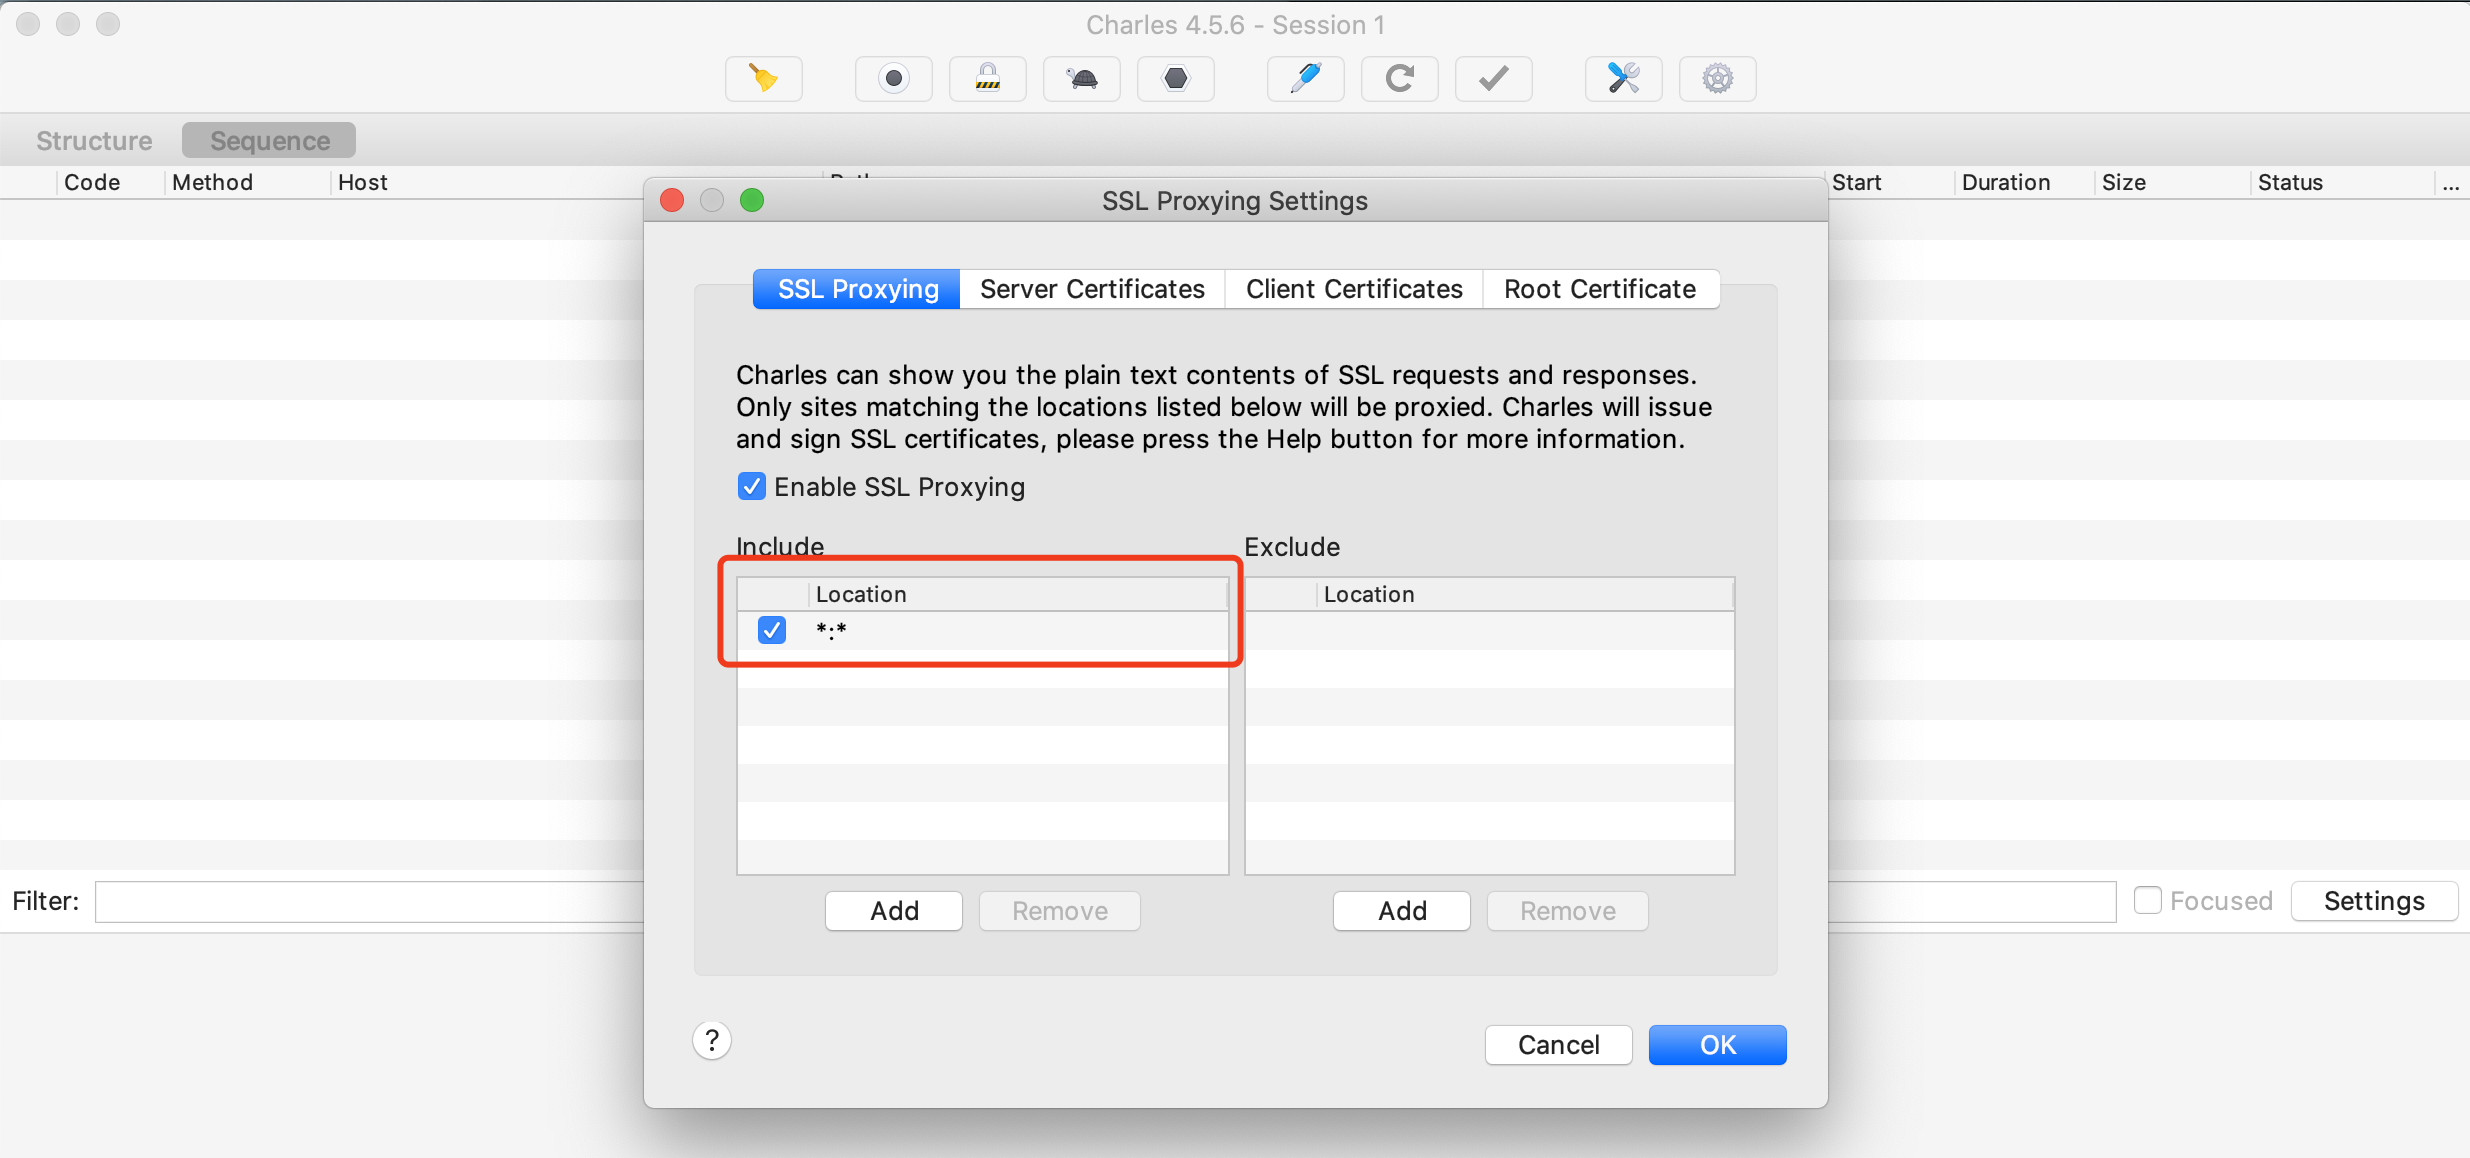 Charles 4.5.6 - Session 1
Structure
Sequence
Code
Method
Host
Start
Duration
Size
Status
...
SSL Proxying Settings
SSL Proxying
Server Certificates
Client Certificates
Root Certificate
Charles can show you the plain text contents of SSL requests and responses.
Only sites matching the locations listed below will be proxied. Charles will issue
and sign SSL certificates, please press the Help button for more information.
Enable SSL Proxying
Include
Exclude
Location
Location
*:*
Add
Remove
Add
Remove
Filter:
Focused
Settings
?
Cancel
OK